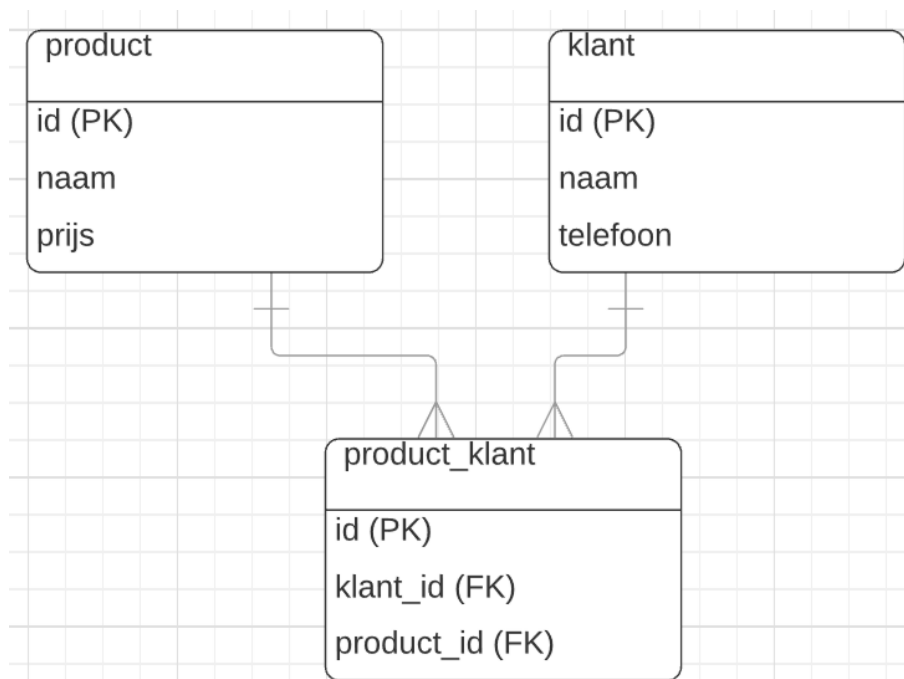 product
id (PK)
naam
prijs
klant
id (PK)
naam
telefoon
product_klant
id (PK)
klant_id (FK)
product_id (FK)